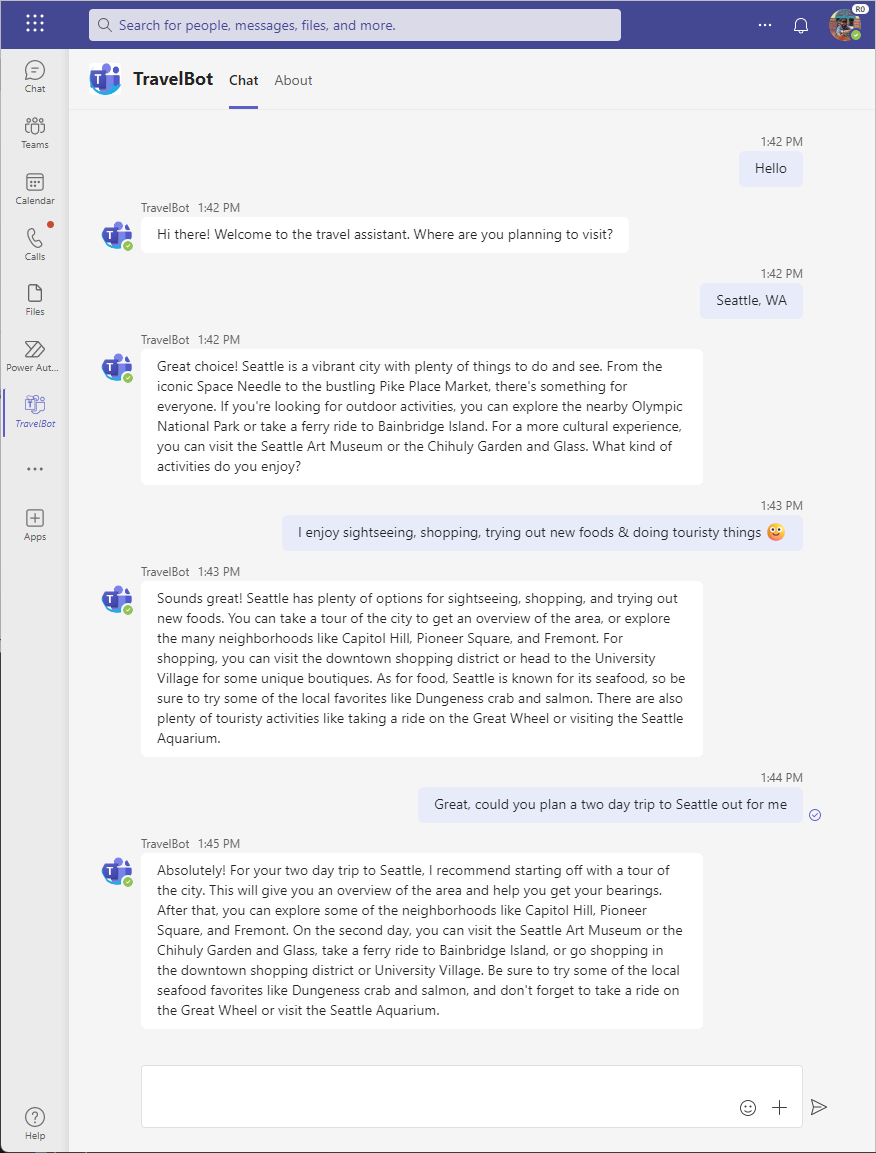 Search for people, messages, files, and more.
RO
Chat
Teams
Calendar
Calls
Files
Power Aut...
TravelBot
Apps
Help
TravelBot Chat About
1:42 PM
Hello
TravelBot 1:42 PM
Hi there! Welcome to the travel assistant. Where are you planning to visit?
1:42 PM
Seattle, WA
TravelBot 1:42 PM
Great choice! Seattle is a vibrant city with plenty of things to do and see. From the
iconic Space Needle to the bustling Pike Place Market, there's something for
everyone. If you're looking for outdoor activities, you can explore the nearby Olympic
National Park or take a ferry ride to Bainbridge Island. For a more cultural experience,
you can visit the Seattle Art Museum or the Chihuly Garden and Glass. What kind of
activities do you enjoy?
1:43 PM
I enjoy sightseeing, shopping, trying out new foods & doing touristy things 🙂
TravelBot 1:43 PM
Sounds great! Seattle has plenty of options for sightseeing, shopping, and trying out
new foods. You can take a tour of the city to get an overview of the area, or explore
the many neighborhoods like Capitol Hill, Pioneer Square, and Fremont. For
shopping, you can visit the downtown shopping district or head to the University
Village for some unique boutiques. As for food, Seattle is known for its seafood, so be
sure to try some of the local favorites like Dungeness crab and salmon. There are also
plenty of touristy activities like taking a ride on the Great Wheel or visiting the Seattle
Aquarium.
1:44 PM
Great, could you plan a two day trip to Seattle out for me
TravelBot 1:45 PM
Absolutely! For your two day trip to Seattle, I recommend starting off with a tour of
the city. This will give you an overview of the area and help you get your bearings.
After that, you can explore some of the neighborhoods like Capitol Hill, Pioneer
Square, and Fremont. On the second day, you can visit the Seattle Art Museum or the
Chihuly Garden and Glass, take a ferry ride to Bainbridge Island, or go shopping in
the downtown shopping district or University Village. Be sure to try some of the local
seafood favorites like Dungeness crab and salmon, and don't forget to take a ride on
the Great Wheel or visit the Seattle Aquarium.